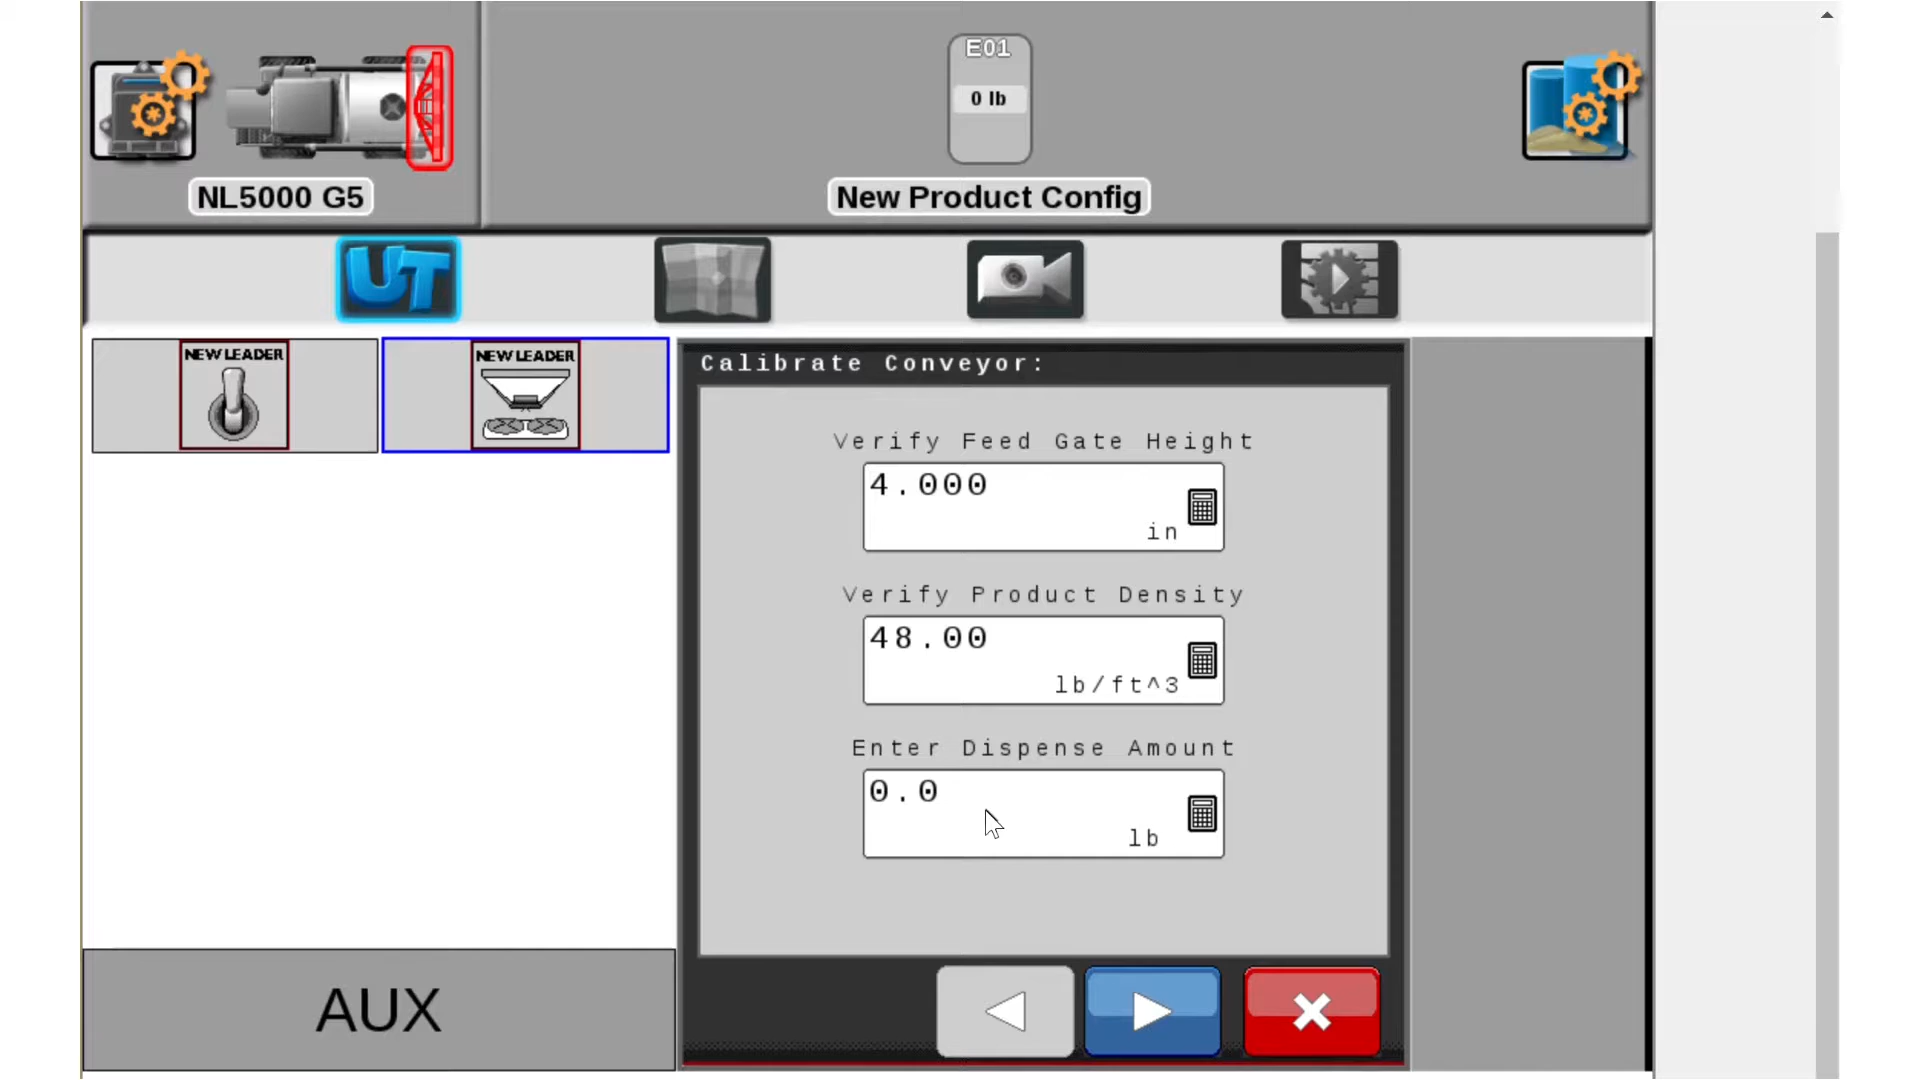 E01
0 lb
NL5000 G5
New Product Config
UT
NEW LEADER
NEW LEADER
Calibrate Conveyor:
Verify Feed Gate Height
4.000
in
Verify Product Density
48.00
lb/ft^3
Enter Dispense Amount
0.0
lb
AUX